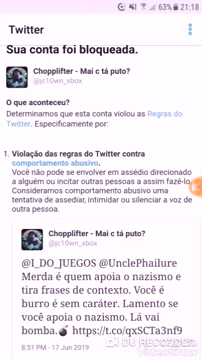 63% 21:18
Twitter
Sua conta foi bloqueada.
Chopplifter - Mai c tá puto?
@jc10wn_xbox
O que aconteceu?
Determinamos que esta conta violou as Regras do
Twitter. Especificamente por:
1. Violação das regras do Twitter contra
comportamento abusivo.
Você não pode se envolver em assédio direcionado
a alguém ou incitar outras pessoas a assim fazê-lo.
Consideramos comportamento abusivo uma
tentativa de assediar, intimidar ou silenciar a voz de
outra pessoa.
Chopplifter - Mai c tá puto?
@jc10wn_xbox
@I_DO_JUEGOS @UnclePhailure
Merda é quem apoia o nazismo e
tira frases de contexto. Você é
burro é sem caráter. Lamento se
você apoia o nazismo. Lá vai
bomba.💣 https://t.co/qxSCTa3nf9
8:51 PM · 17 Jun 2019
DU RECORDER